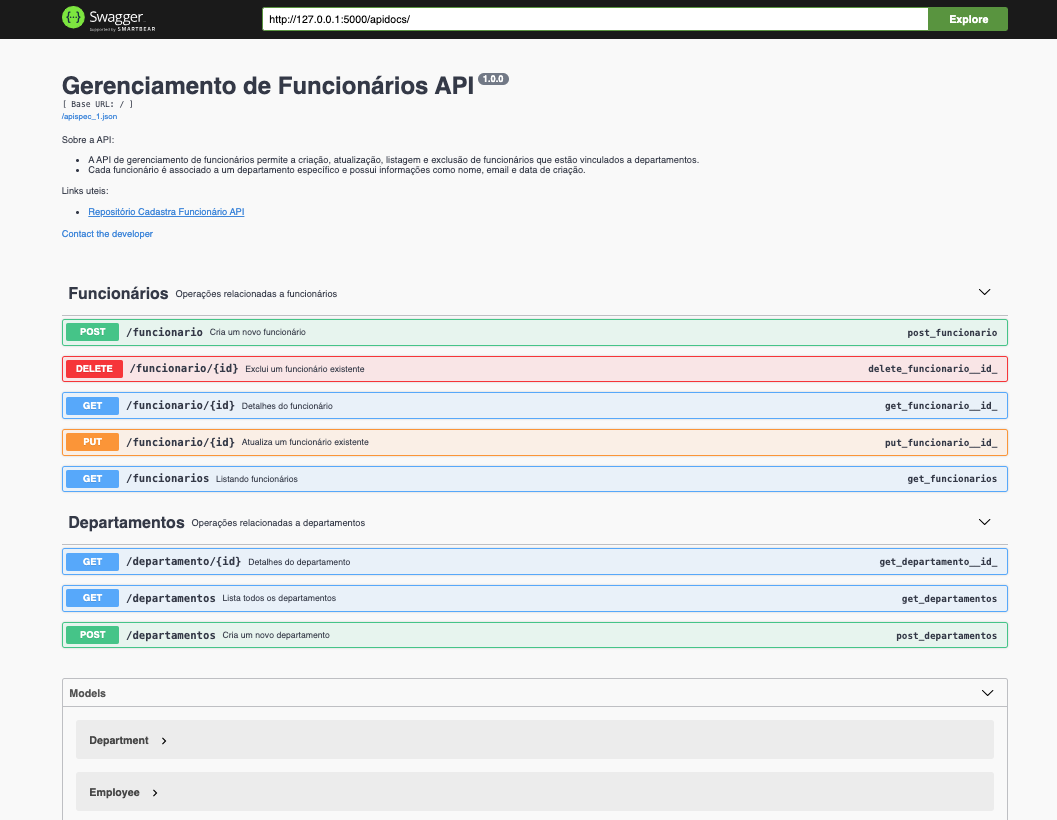 Swagger
Supported by SMARTBEAR
http://127.0.0.1:5000/apidocs/
Explore
Gerenciamento de Funcionários API 1.0.0
[ Base URL: / ]
/apispec_1.json
Sobre a API:
• A API de gerenciamento de funcionários permite a criação, atualização, listagem e exclusão de funcionários que estão vinculados a departamentos.
• Cada funcionário é associado a um departamento específico e possui informações como nome, email e data de criação.
Links uteis:
• Repositório Cadastra Funcionário API
Contact the developer
Funcionários Operações relacionadas a funcionários
POST /funcionario Cria um novo funcionário post_funcionario
DELETE /funcionario/{id} Exclui um funcionário existente delete_funcionario__id_
GET /funcionario/{id} Detalhes do funcionário get_funcionario__id_
PUT /funcionario/{id} Atualiza um funcionário existente put_funcionario__id_
GET /funcionarios Listando funcionários get_funcionarios
Departamentos Operações relacionadas a departamentos
GET /departamento/{id} Detalhes do departamento get_departamento__id_
GET /departamentos Lista todos os departamentos get_departamentos
POST /departamentos Cria um novo departamento post_departamentos
Models
Department
Employee